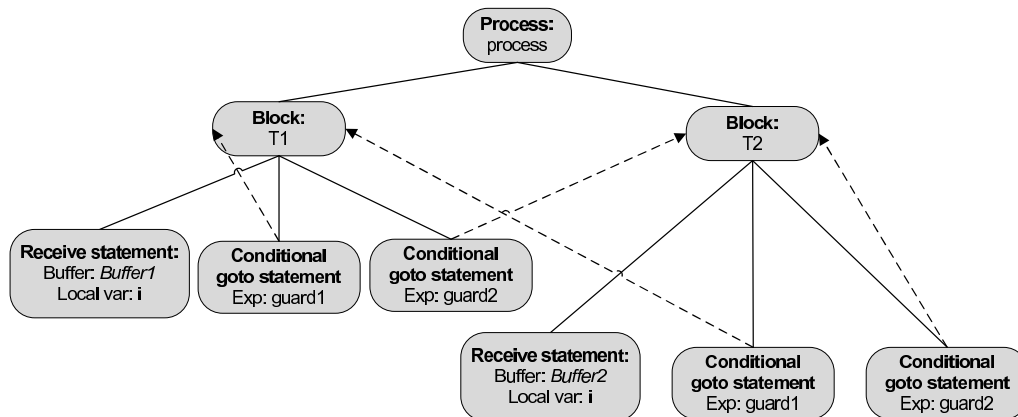 Process:
process
Block:
T1
Block:
T2
Receive statement:
Buffer: Buffer1
Local var: i
Conditional
goto statement
Exp: guard1
Conditional
goto statement
Exp: guard2
Receive statement:
Buffer: Buffer2
Local var: i
Conditional
goto statement
Exp: guard1
Conditional
goto statement
Exp: guard2